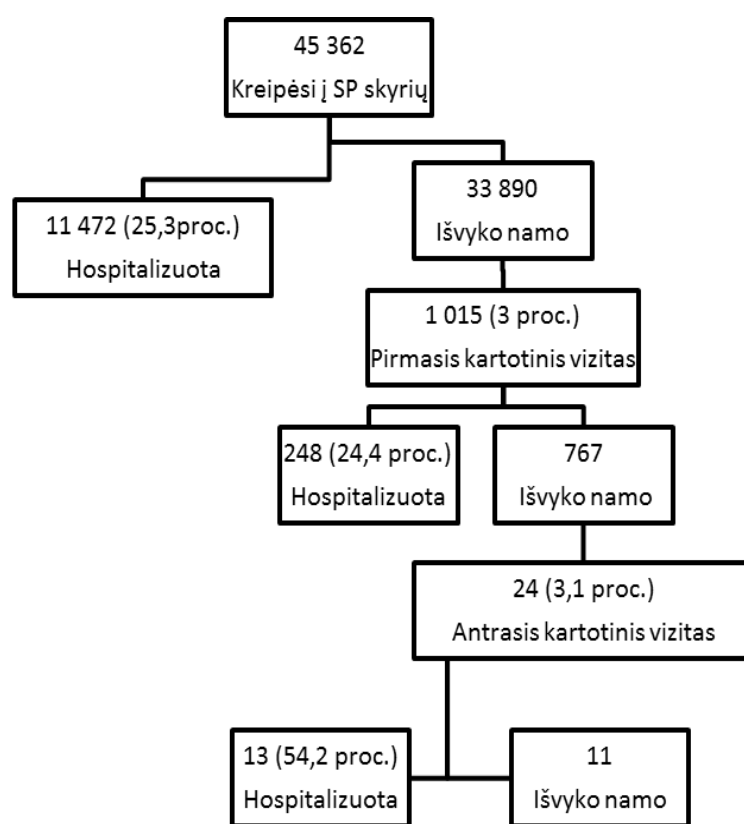 45 362
Kreipėsi į SP skyrių
11 472 (25,3proc.)
Hospitalizuota
33 890
Išvyko namo
1 015 (3 proc.)
Pirmasis kartotinis vizitas
248 (24,4 proc.)
Hospitalizuota
767
Išvyko namo
24 (3,1 proc.)
Antrasis kartotinis vizitas
13 (54,2 proc.)
Hospitalizuota
11
Išvyko namo